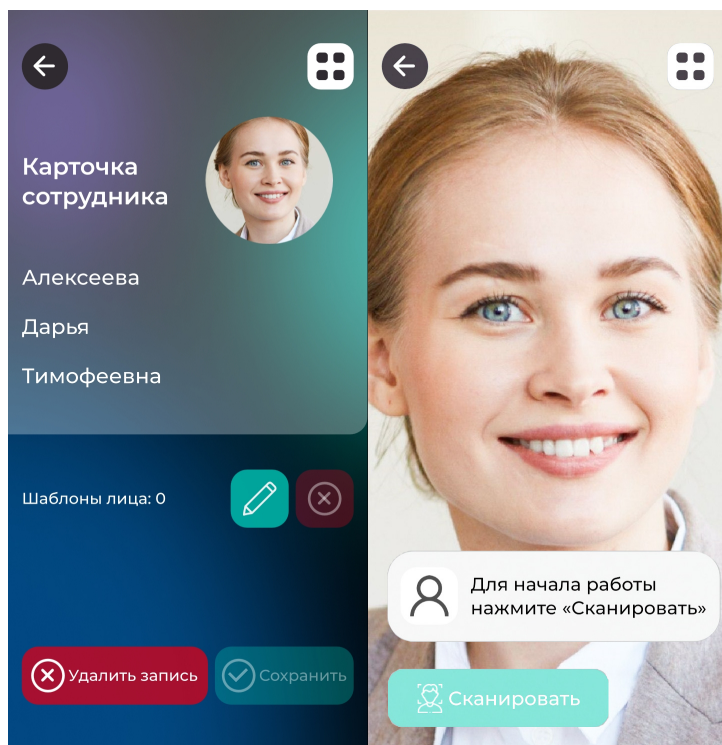 Карточка
сотрудника
Алексеева
Дарья
Тимофеевна
Шаблоны лица: 0
Удалить запись
Сохранить
Для начала работы
нажмите «Сканировать»
Сканировать